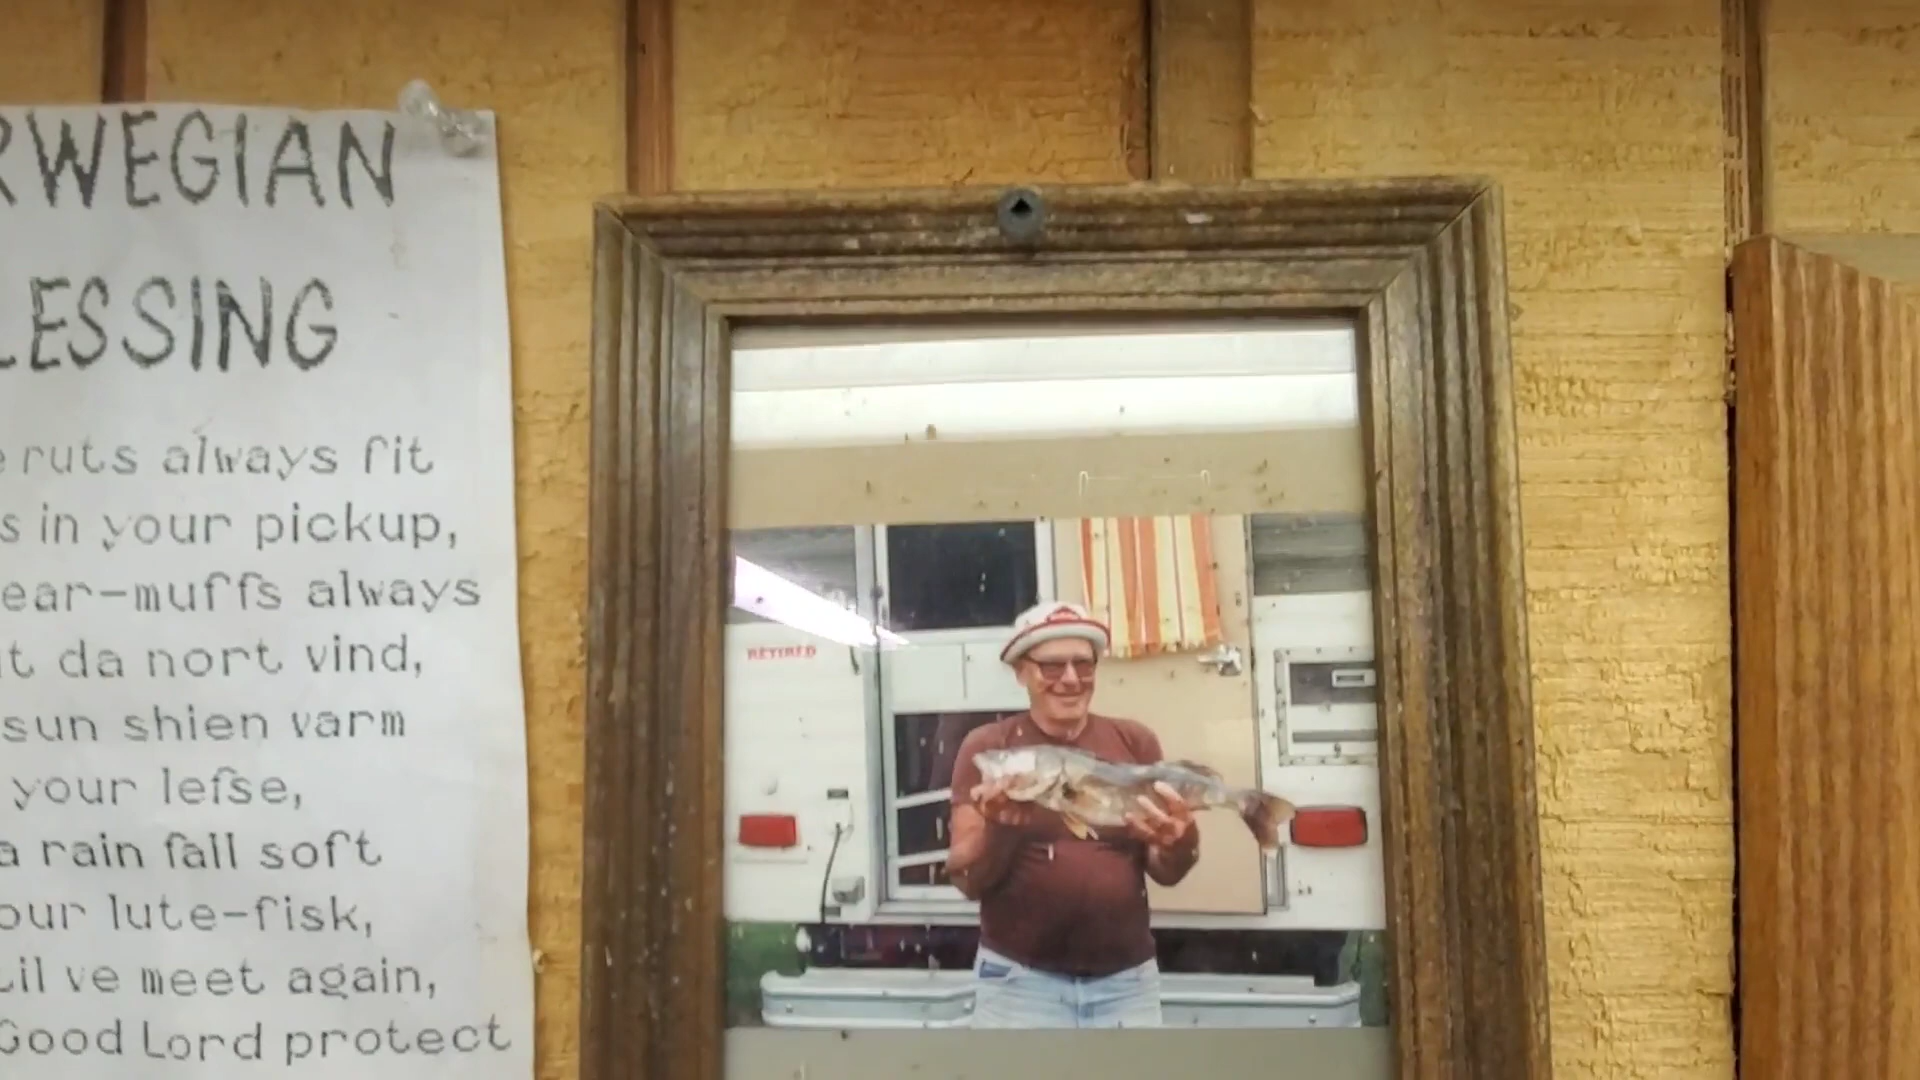 RWEGIAN
LESSING
ruts always fit
s in your pickup,
ear-muffs always
t da nort vind,
sun shien varm
your lefse,
a rain fall soft
our lute-fisk,
il ve meet again,
Good Lord protect
RETIRED